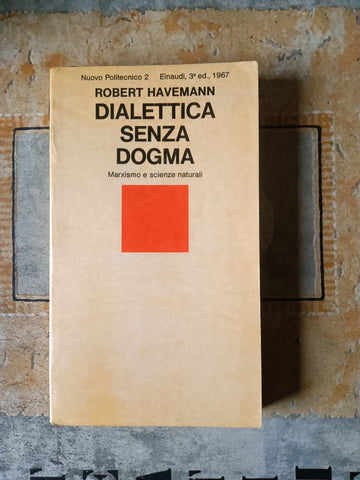 Nuovo Politecnico 2 Einaudi, 3ª ed., 1967
ROBERT HAVEMANN
DIALETTICA
SENZA
DOGMA
Marxismo e scienze naturali